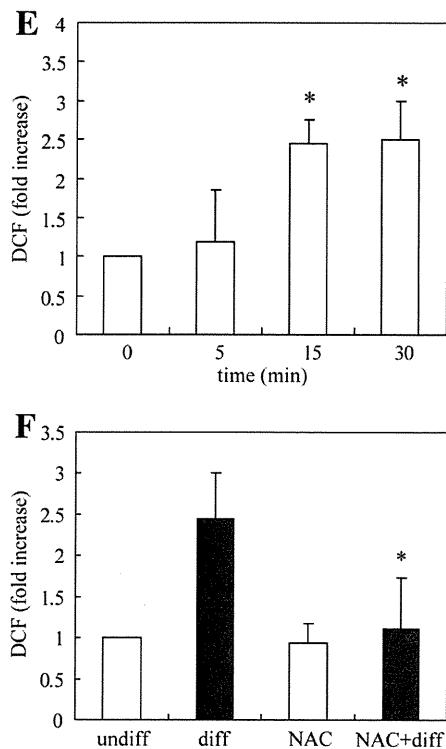 E
DCF (fold increase)
4
3.5
3
2.5
2
1.5
1
0.5
0
*
*
0 5 15 30
time (min)
F
DCF (fold increase)
3.5
3
2.5
2
1.5
1
0.5
0
*
undiff diff NAC NAC+diff